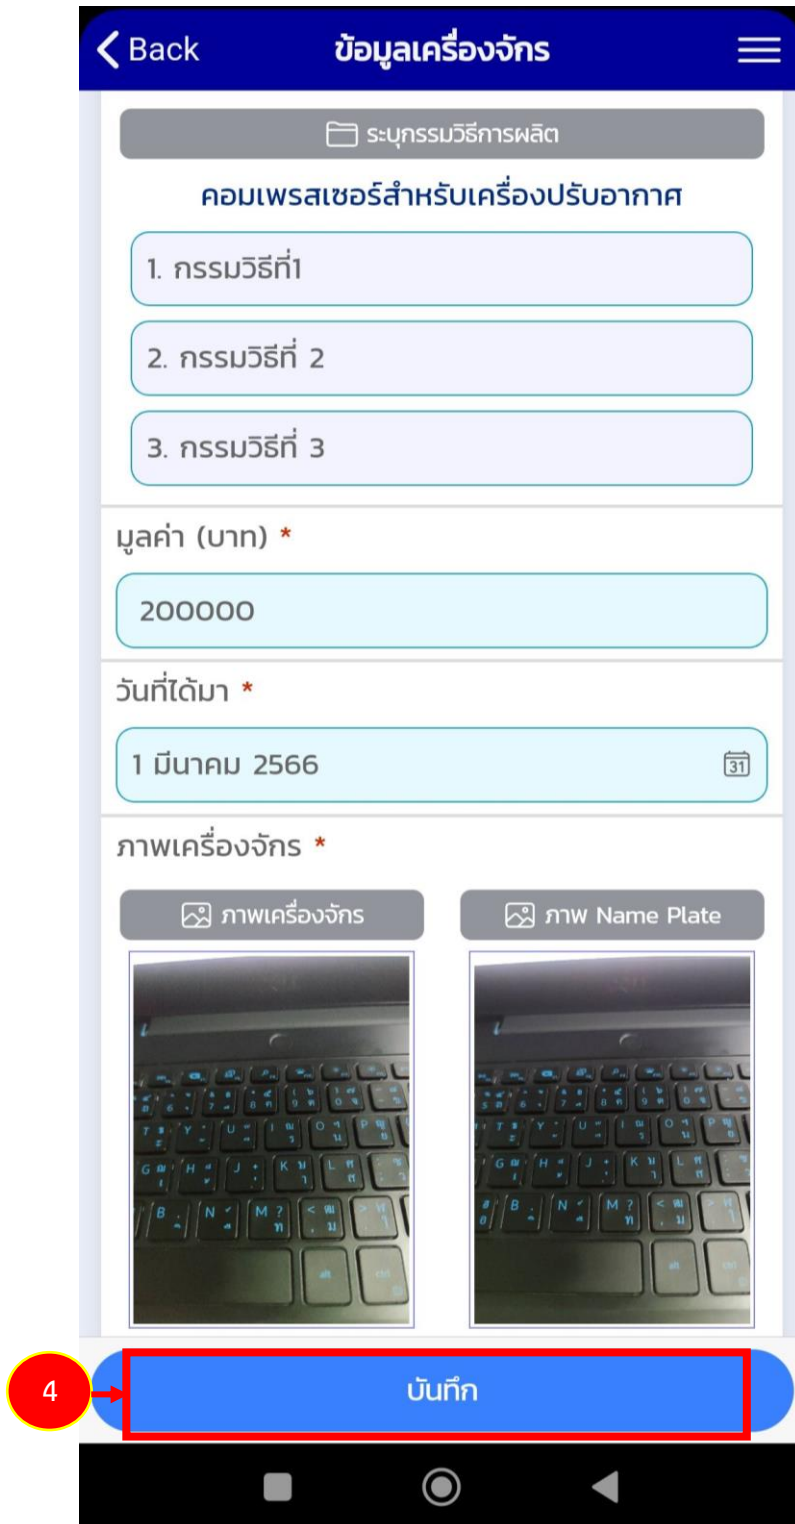 Back
ข้อมูลเครื่องจักร
ระบุกรรมวิธีการผลิต
คอมเพรสเซอร์สำหรับเครื่องปรับอากาศ
1. กรรมวิธีที่1
2. กรรมวิธีที่ 2
3. กรรมวิธีที่ 3
มูลค่า (บาท) *
200000
วันที่ได้มา *
1 มีนาคม 2566
31
ภาพเครื่องจักร *
ภาพเครื่องจักร
ภาพ Name Plate
4
บันทึก